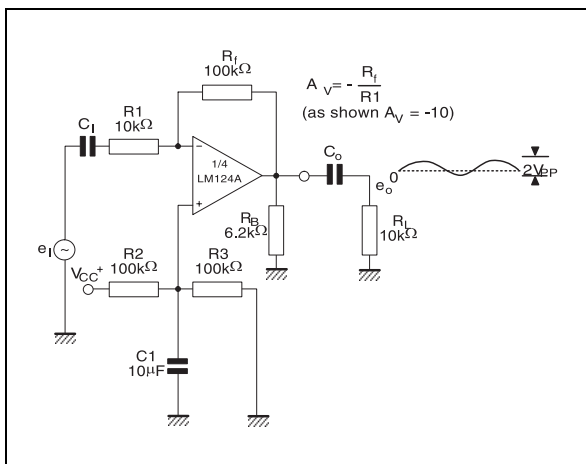 Rf
100kΩ
A V = - Rf
R1
(as shown AV = -10)
CI
R1
10kΩ
1/4
LM124A
Co
0
eo
2VPP
RB
6.2kΩ
RL
10kΩ
eI
VCC+
R2
100kΩ
R3
100kΩ
C1
10µF